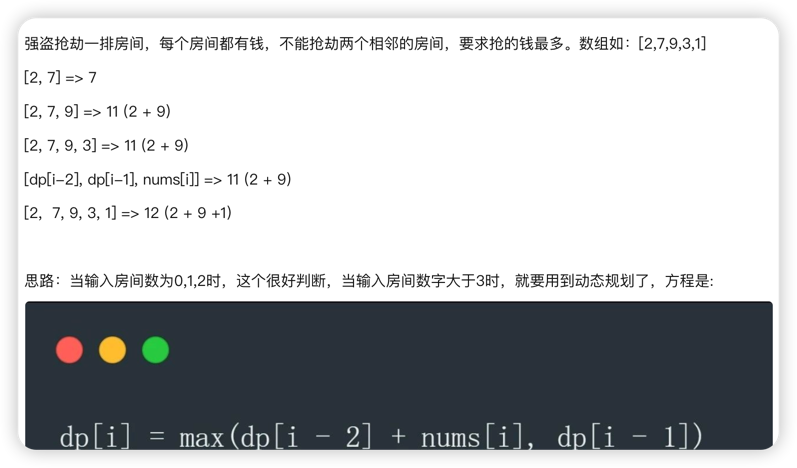 强盗抢劫一排房间，每个房间都有钱，不能抢劫两个相邻的房间，要求抢的钱最多。数组如：[2,7,9,3,1]
[2, 7] => 7
[2, 7, 9] => 11 (2 + 9)
[2, 7, 9, 3] => 11 (2 + 9)
[dp[i-2], dp[i-1], nums[i]] => 11 (2 + 9)
[2,  7, 9, 3, 1] => 12 (2 + 9 +1)
思路：当输入房间数为0,1,2时，这个很好判断，当输入房间数字大于3时，就要用到动态规划了，方程是:
dp[i] = max(dp[i - 2] + nums[i], dp[i - 1])